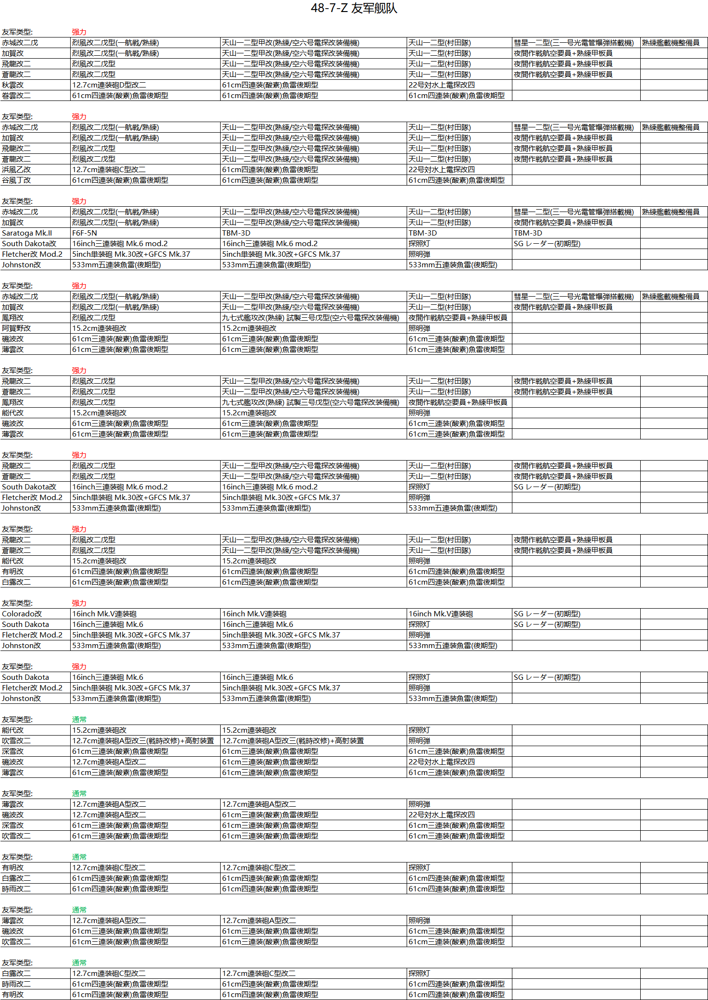 48-7-Z 友军舰队
友军类型: 强力
赤城改二戊 烈風改二戊型(一航戦/熟練) 天山一二型甲改(熟練/空六号電探改装備機) 天山一二型(村田隊) 彗星一二型(三一号光電管爆弾搭載機) 熟練艦載機整備員
加賀改 烈風改二戊型(一航戦/熟練) 天山一二型甲改(熟練/空六号電探改装備機) 天山一二型(村田隊) 夜間作戦航空要員+熟練甲板員
飛龍改二 烈風改二戊型 天山一二型甲改(熟練/空六号電探改装備機) 天山一二型(村田隊) 夜間作戦航空要員+熟練甲板員
蒼龍改二 烈風改二戊型 天山一二型甲改(熟練/空六号電探改装備機) 天山一二型(村田隊) 夜間作戦航空要員+熟練甲板員
秋雲改 12.7cm連装砲D型改二 61cm四連装(酸素)魚雷後期型 22号対水上電探改四
巻雲改二 61cm四連装(酸素)魚雷後期型 61cm四連装(酸素)魚雷後期型 61cm四連装(酸素)魚雷後期型
友军类型: 强力
赤城改二戊 烈風改二戊型(一航戦/熟練) 天山一二型甲改(熟練/空六号電探改装備機) 天山一二型(村田隊) 彗星一二型(三一号光電管爆弾搭載機) 熟練艦載機整備員
加賀改 烈風改二戊型(一航戦/熟練) 天山一二型甲改(熟練/空六号電探改装備機) 天山一二型(村田隊) 夜間作戦航空要員+熟練甲板員
飛龍改二 烈風改二戊型 天山一二型甲改(熟練/空六号電探改装備機) 天山一二型(村田隊) 夜間作戦航空要員+熟練甲板員
蒼龍改二 烈風改二戊型 天山一二型甲改(熟練/空六号電探改装備機) 天山一二型(村田隊) 夜間作戦航空要員+熟練甲板員
浜風乙改 12.7cm連装砲C型改二 61cm四連装(酸素)魚雷後期型 22号対水上電探改四
谷風丁改 61cm四連装(酸素)魚雷後期型 61cm四連装(酸素)魚雷後期型 61cm四連装(酸素)魚雷後期型
友军类型: 强力
赤城改二戊 烈風改二戊型(一航戦/熟練) 天山一二型甲改(熟練/空六号電探改装備機) 天山一二型(村田隊) 彗星一二型(三一号光電管爆弾搭載機) 熟練艦載機整備員
加賀改 烈風改二戊型(一航戦/熟練) 天山一二型甲改(熟練/空六号電探改装備機) 天山一二型(村田隊) 夜間作戦航空要員+熟練甲板員
Saratoga Mk.II F6F-5N TBM-3D TBM-3D TBM-3D
South Dakota改 16inch三連装砲 Mk.6 mod.2 16inch三連装砲 Mk.6 mod.2 探照灯 SG レーダー(初期型)
Fletcher改 Mod.2 5inch単装砲 Mk.30改+GFCS Mk.37 5inch単装砲 Mk.30改+GFCS Mk.37 照明弾
Johnston改 533mm五連装魚雷(後期型) 533mm五連装魚雷(後期型) 533mm五連装魚雷(後期型)
友军类型: 强力
赤城改二戊 烈風改二戊型(一航戦/熟練) 天山一二型甲改(熟練/空六号電探改装備機) 天山一二型(村田隊) 彗星一二型(三一号光電管爆弾搭載機) 熟練艦載機整備員
加賀改 烈風改二戊型(一航戦/熟練) 天山一二型甲改(熟練/空六号電探改装備機) 天山一二型(村田隊) 夜間作戦航空要員+熟練甲板員
鳳翔改 烈風改二戊型 九七式艦攻改(熟練) 試製三号戊型(空六号電探改装備機) 夜間作戦航空要員+熟練甲板員
阿賀野改 15.2cm連装砲改 15.2cm連装砲改 照明弾
磯波改 61cm三連装(酸素)魚雷後期型 61cm三連装(酸素)魚雷後期型 61cm三連装(酸素)魚雷後期型
薄雲改 61cm三連装(酸素)魚雷後期型 61cm三連装(酸素)魚雷後期型 61cm三連装(酸素)魚雷後期型
友军类型: 强力
飛龍改二 烈風改二戊型 天山一二型甲改(熟練/空六号電探改装備機) 天山一二型(村田隊) 夜間作戦航空要員+熟練甲板員
蒼龍改二 烈風改二戊型 天山一二型甲改(熟練/空六号電探改装備機) 天山一二型(村田隊) 夜間作戦航空要員+熟練甲板員
鳳翔改 烈風改二戊型 九七式艦攻改(熟練) 試製三号戊型(空六号電探改装備機) 夜間作戦航空要員+熟練甲板員
能代改 15.2cm連装砲改 15.2cm連装砲改 照明弾
磯波改 61cm三連装(酸素)魚雷後期型 61cm三連装(酸素)魚雷後期型 61cm三連装(酸素)魚雷後期型
薄雲改 61cm三連装(酸素)魚雷後期型 61cm三連装(酸素)魚雷後期型 61cm三連装(酸素)魚雷後期型
友军类型: 强力
飛龍改二 烈風改二戊型 天山一二型甲改(熟練/空六号電探改装備機) 天山一二型(村田隊) 夜間作戦航空要員+熟練甲板員
蒼龍改二 烈風改二戊型 天山一二型甲改(熟練/空六号電探改装備機) 天山一二型(村田隊) 夜間作戦航空要員+熟練甲板員
South Dakota改 16inch三連装砲 Mk.6 mod.2 16inch三連装砲 Mk.6 mod.2 探照灯 SG レーダー(初期型)
Fletcher改 Mod.2 5inch単装砲 Mk.30改+GFCS Mk.37 5inch単装砲 Mk.30改+GFCS Mk.37 照明弾
Johnston改 533mm五連装魚雷(後期型) 533mm五連装魚雷(後期型) 533mm五連装魚雷(後期型)
友军类型: 强力
飛龍改二 烈風改二戊型 天山一二型甲改(熟練/空六号電探改装備機) 天山一二型(村田隊) 夜間作戦航空要員+熟練甲板員
蒼龍改二 烈風改二戊型 天山一二型甲改(熟練/空六号電探改装備機) 天山一二型(村田隊) 夜間作戦航空要員+熟練甲板員
能代改 15.2cm連装砲改 15.2cm連装砲改 照明弾
有明改 61cm四連装(酸素)魚雷後期型 61cm四連装(酸素)魚雷後期型 61cm四連装(酸素)魚雷後期型
白露改二 61cm四連装(酸素)魚雷後期型 61cm四連装(酸素)魚雷後期型 61cm四連装(酸素)魚雷後期型
友军类型: 强力
Colorado改 16inch Mk.V連装砲 16inch Mk.V連装砲 16inch Mk.V連装砲 SG レーダー(初期型)
South Dakota 16inch三連装砲 Mk.6 16inch三連装砲 Mk.6 探照灯 SG レーダー(初期型)
Fletcher改 Mod.2 5inch単装砲 Mk.30改+GFCS Mk.37 5inch単装砲 Mk.30改+GFCS Mk.37 照明弾
Johnston改 533mm五連装魚雷(後期型) 533mm五連装魚雷(後期型) 533mm五連装魚雷(後期型)
友军类型: 强力
South Dakota 16inch三連装砲 Mk.6 16inch三連装砲 Mk.6 探照灯 SG レーダー(初期型)
Fletcher改 Mod.2 5inch単装砲 Mk.30改+GFCS Mk.37 5inch単装砲 Mk.30改+GFCS Mk.37 照明弾
Johnston改 533mm五連装魚雷(後期型) 533mm五連装魚雷(後期型) 533mm五連装魚雷(後期型)
友军类型: 通常
能代改 15.2cm連装砲改 15.2cm連装砲改 探照灯
吹雪改二 12.7cm連装砲A型改三(戦時改修)+高射装置 12.7cm連装砲A型改三(戦時改修)+高射装置 照明弾
深雪改 61cm三連装(酸素)魚雷後期型 61cm三連装(酸素)魚雷後期型 61cm三連装(酸素)魚雷後期型
磯波改 12.7cm連装砲A型改二 61cm三連装(酸素)魚雷後期型 22号対水上電探改四
薄雲改 61cm三連装(酸素)魚雷後期型 61cm三連装(酸素)魚雷後期型 61cm三連装(酸素)魚雷後期型
友军类型: 通常
薄雲改 12.7cm連装砲A型改二 12.7cm連装砲A型改二 照明弾
磯波改 12.7cm連装砲A型改二 61cm三連装(酸素)魚雷後期型 22号対水上電探改四
深雪改 61cm三連装(酸素)魚雷後期型 61cm三連装(酸素)魚雷後期型 61cm三連装(酸素)魚雷後期型
吹雪改二 61cm三連装(酸素)魚雷後期型 61cm三連装(酸素)魚雷後期型 61cm三連装(酸素)魚雷後期型
友军类型: 通常
有明改 12.7cm連装砲C型改二 12.7cm連装砲C型改二 探照灯
白露改二 61cm四連装(酸素)魚雷後期型 61cm四連装(酸素)魚雷後期型 61cm四連装(酸素)魚雷後期型
時雨改二 61cm四連装(酸素)魚雷後期型 61cm四連装(酸素)魚雷後期型 61cm四連装(酸素)魚雷後期型
友军类型: 通常
薄雲改 12.7cm連装砲A型改二 12.7cm連装砲A型改二 照明弾
磯波改 61cm三連装(酸素)魚雷後期型 61cm三連装(酸素)魚雷後期型 61cm三連装(酸素)魚雷後期型
吹雪改二 61cm三連装(酸素)魚雷後期型 61cm三連装(酸素)魚雷後期型 61cm三連装(酸素)魚雷後期型
友军类型: 通常
白露改二 12.7cm連装砲C型改二 12.7cm連装砲C型改二 探照灯
時雨改二 61cm四連装(酸素)魚雷後期型 61cm四連装(酸素)魚雷後期型 61cm四連装(酸素)魚雷後期型
有明改 61cm四連装(酸素)魚雷後期型 61cm四連装(酸素)魚雷後期型 61cm四連装(酸素)魚雷後期型